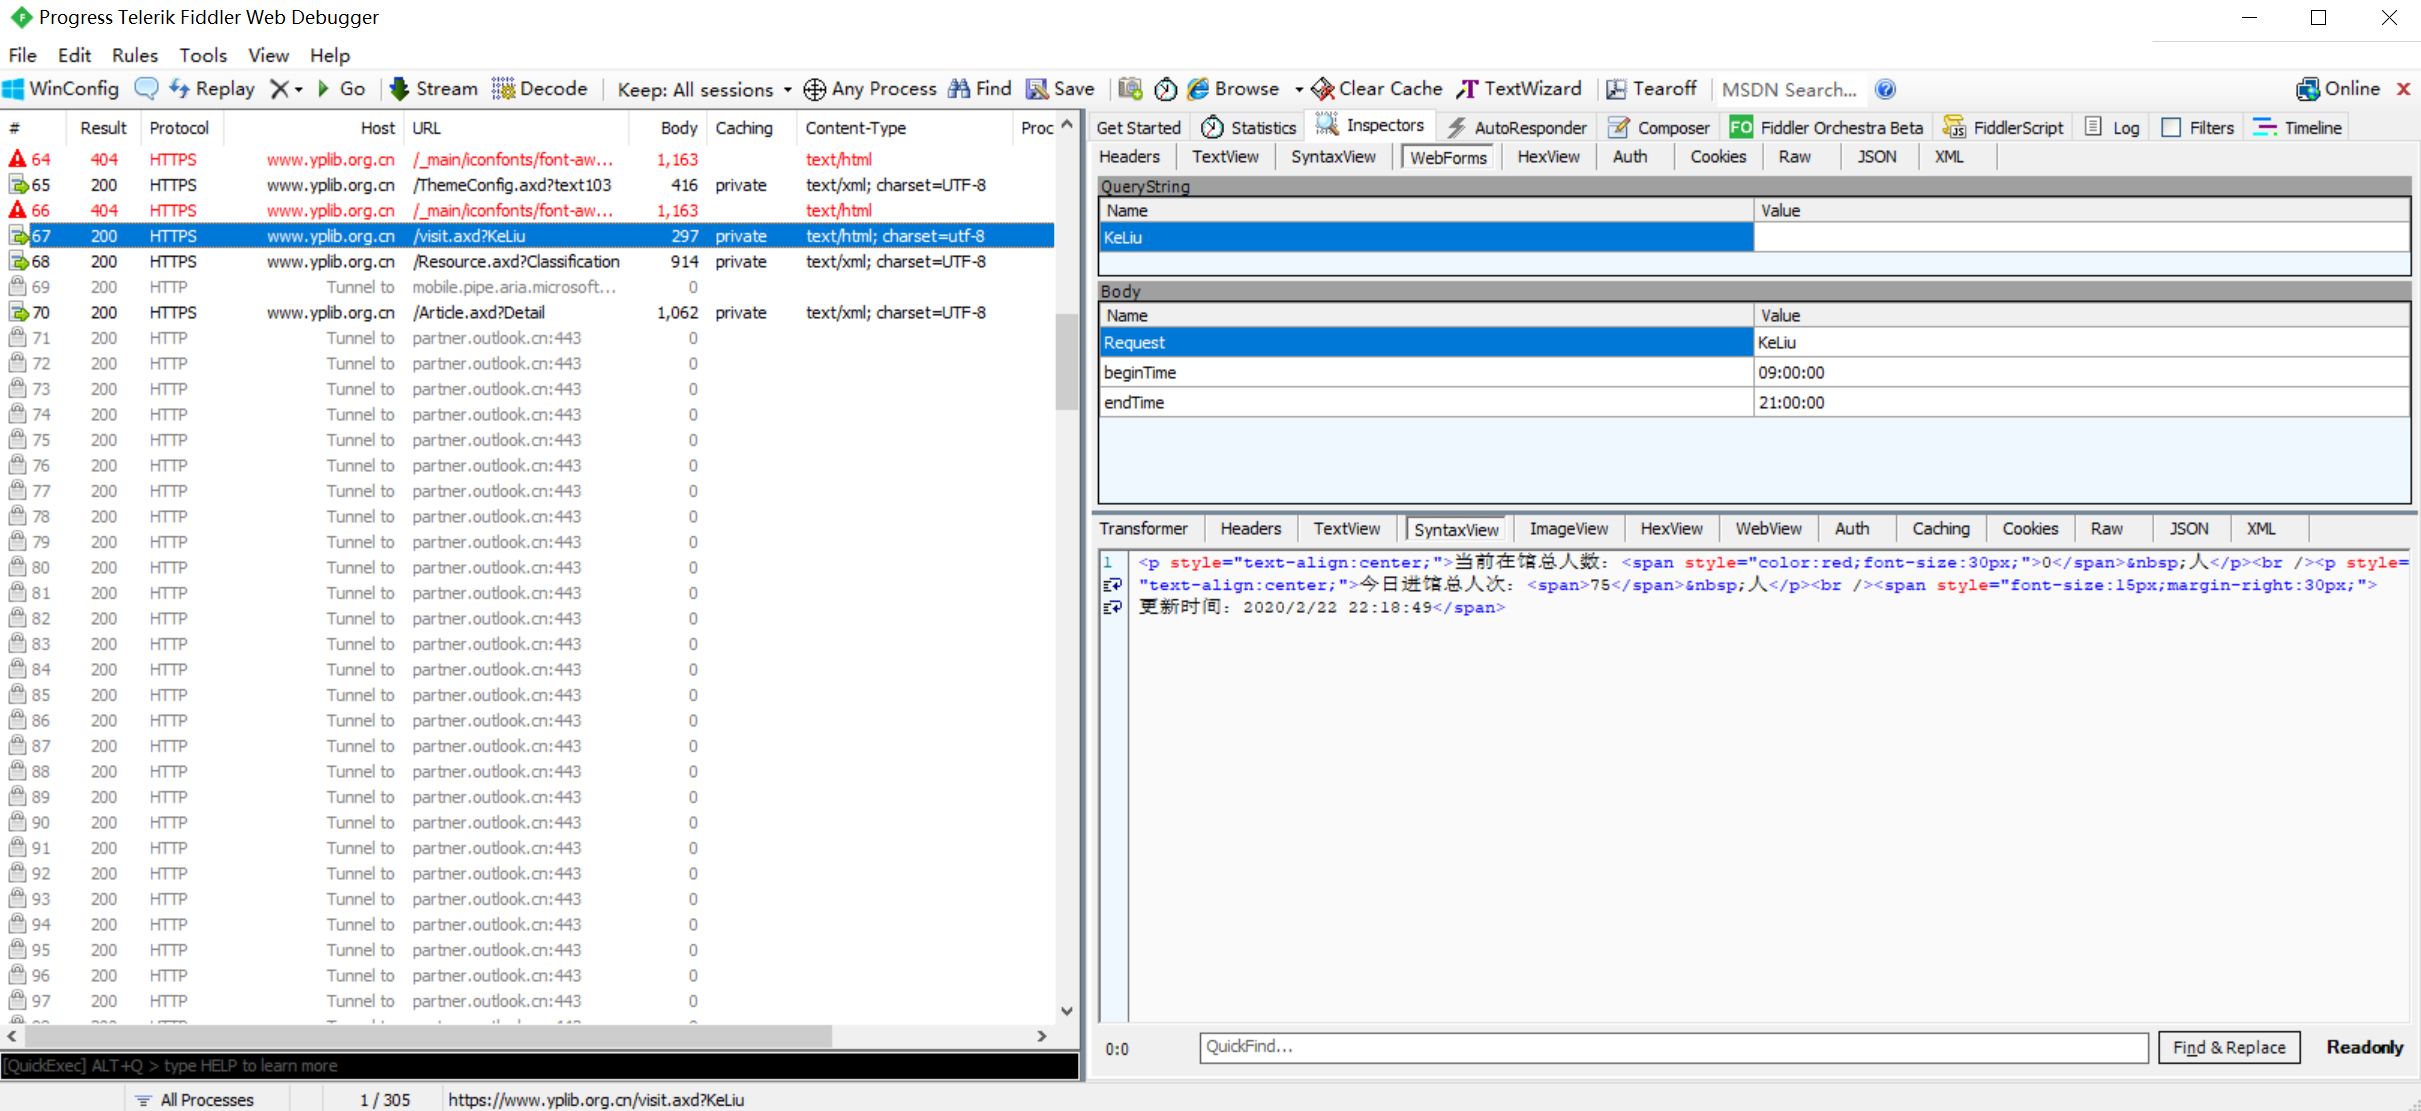 Progress Telerik Fiddler Web Debugger
File Edit Rules Tools View Help
WinConfig Replay Go Stream Decode Keep: All sessions Any Process Find Save Browse Clear Cache TextWizard Tearoff MSDN Search... Online
# Result Protocol Host URL Body Caching Content-Type Proc
64 404 HTTPS www.yplib.org.cn /_main/iconfonts/font-aw... 1,163 text/html
65 200 HTTPS www.yplib.org.cn /ThemeConfig.axd?text103 416 private text/xml; charset=UTF-8
66 404 HTTPS www.yplib.org.cn /_main/iconfonts/font-aw... 1,163 text/html
67 200 HTTPS www.yplib.org.cn /visit.axd?KeLiu 297 private text/html; charset=utf-8
68 200 HTTPS www.yplib.org.cn /Resource.axd?Classification 914 private text/xml; charset=UTF-8
69 200 HTTP Tunnel to mobile.pipe.aria.microsoft... 0
70 200 HTTPS www.yplib.org.cn /Article.axd?Detail 1,062 private text/xml; charset=UTF-8
71 200 HTTP Tunnel to partner.outlook.cn:443 0
72 200 HTTP Tunnel to partner.outlook.cn:443 0
73 200 HTTP Tunnel to partner.outlook.cn:443 0
74 200 HTTP Tunnel to partner.outlook.cn:443 0
75 200 HTTP Tunnel to partner.outlook.cn:443 0
76 200 HTTP Tunnel to partner.outlook.cn:443 0
77 200 HTTP Tunnel to partner.outlook.cn:443 0
78 200 HTTP Tunnel to partner.outlook.cn:443 0
79 200 HTTP Tunnel to partner.outlook.cn:443 0
80 200 HTTP Tunnel to partner.outlook.cn:443 0
81 200 HTTP Tunnel to partner.outlook.cn:443 0
82 200 HTTP Tunnel to partner.outlook.cn:443 0
83 200 HTTP Tunnel to partner.outlook.cn:443 0
84 200 HTTP Tunnel to partner.outlook.cn:443 0
85 200 HTTP Tunnel to partner.outlook.cn:443 0
86 200 HTTP Tunnel to partner.outlook.cn:443 0
87 200 HTTP Tunnel to partner.outlook.cn:443 0
88 200 HTTP Tunnel to partner.outlook.cn:443 0
89 200 HTTP Tunnel to partner.outlook.cn:443 0
90 200 HTTP Tunnel to partner.outlook.cn:443 0
91 200 HTTP Tunnel to partner.outlook.cn:443 0
92 200 HTTP Tunnel to partner.outlook.cn:443 0
93 200 HTTP Tunnel to partner.outlook.cn:443 0
94 200 HTTP Tunnel to partner.outlook.cn:443 0
95 200 HTTP Tunnel to partner.outlook.cn:443 0
96 200 HTTP Tunnel to partner.outlook.cn:443 0
97 200 HTTP Tunnel to partner.outlook.cn:443 0
[QuickExec] ALT+Q > type HELP to learn more
Get Started Statistics Inspectors AutoResponder Composer FO Fiddler Orchestra Beta FiddlerScript Log Filters Timeline
Headers TextView SyntaxView WebForms HexView Auth Cookies Raw JSON XML
QueryString
Name Value
KeLiu
Body
Name Value
Request KeLiu
beginTime 09:00:00
endTime 21:00:00
Transformer Headers TextView SyntaxView ImageView HexView WebView Auth Caching Cookies Raw JSON XML
1 <p style="text-align:center;">当前在馆总人数：<span style="color:red;font-size:30px;">0</span>&nbsp;人</p><br /><p style=
"text-align:center;">今日进馆总人次：<span>75</span>&nbsp;人</p><br /><span style="font-size:15px;margin-right:30px;">
更新时间：2020/2/22 22:18:49</span>
0:0 QuickFind... Find & Replace Readonly
All Processes 1 / 305 https://www.yplib.org.cn/visit.axd?KeLiu